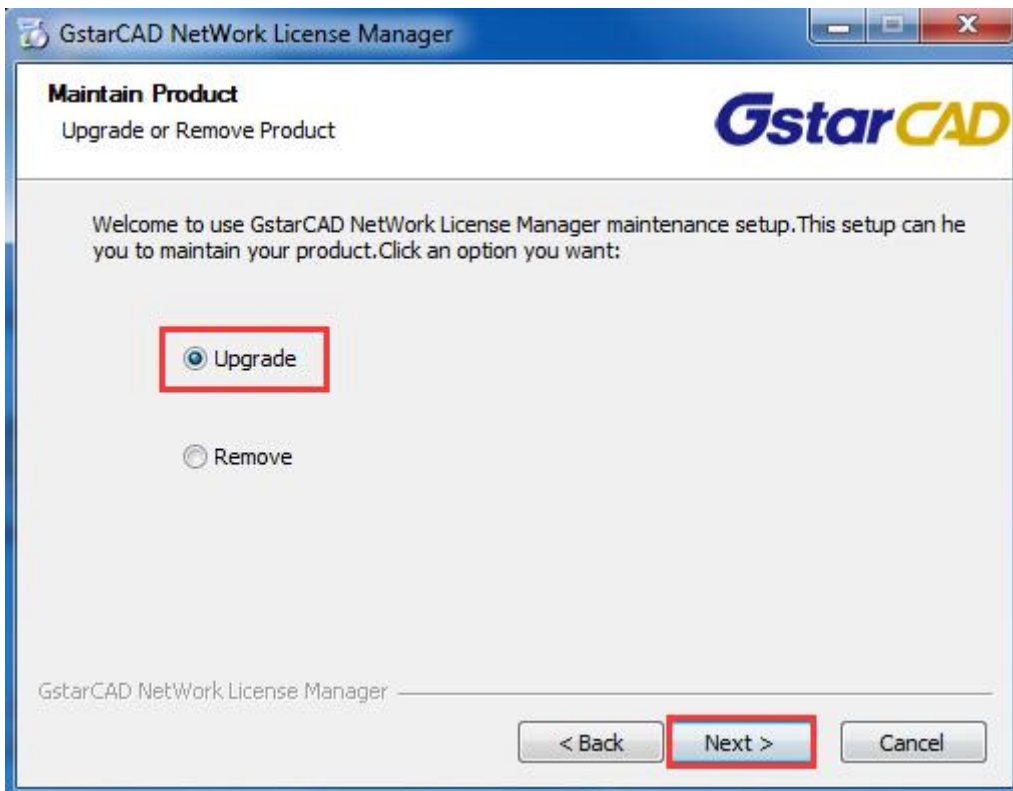 GstarCAD NetWork License Manager
Maintain Product
Upgrade or Remove Product
GstarCAD
Welcome to use GstarCAD NetWork License Manager maintenance setup.This setup can he
you to maintain your product.Click an option you want:
Upgrade
Remove
GstarCAD NetWork License Manager
< Back
Next >
Cancel